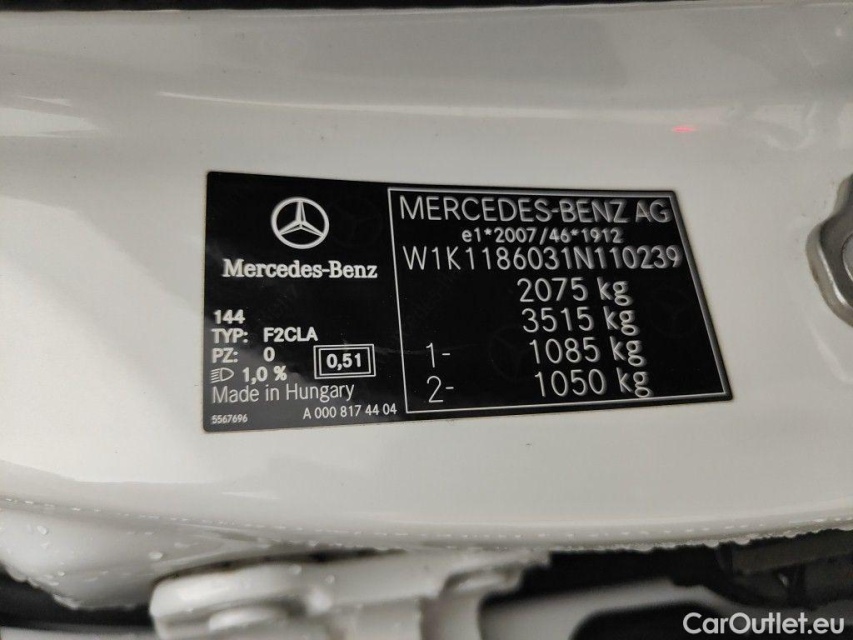 Mercedes-Benz
144
TYP: F2CLA
PZ: 0
1,0 %
0,51
Made in Hungary
5567696
A 000 817 44 04
MERCEDES-BENZ AG
e1*2007/46*1912
W1K1186031N110239
2075 kg
3515 kg
1- 1085 kg
2- 1050 kg
CarOutlet.eu